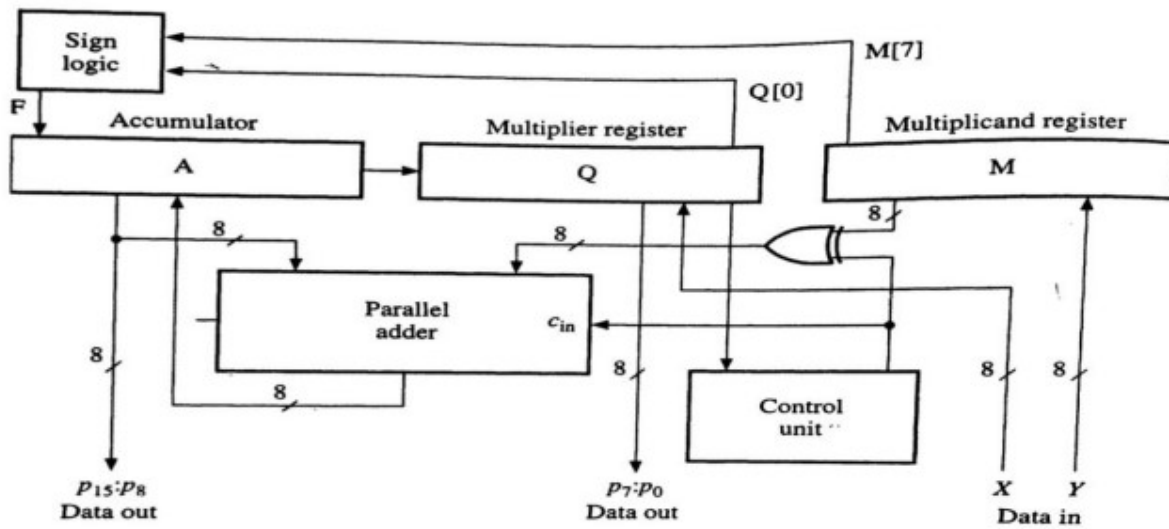 Sign
logic
M[7]
Q[0]
F
Accumulator
Multiplier register
Multiplicand register
A
Q
M
8
8
8
Parallel
adder
c_in
8
8
8
8
8
Control
unit
p15:p8
Data out
p7:p0
Data out
X
Y
Data in